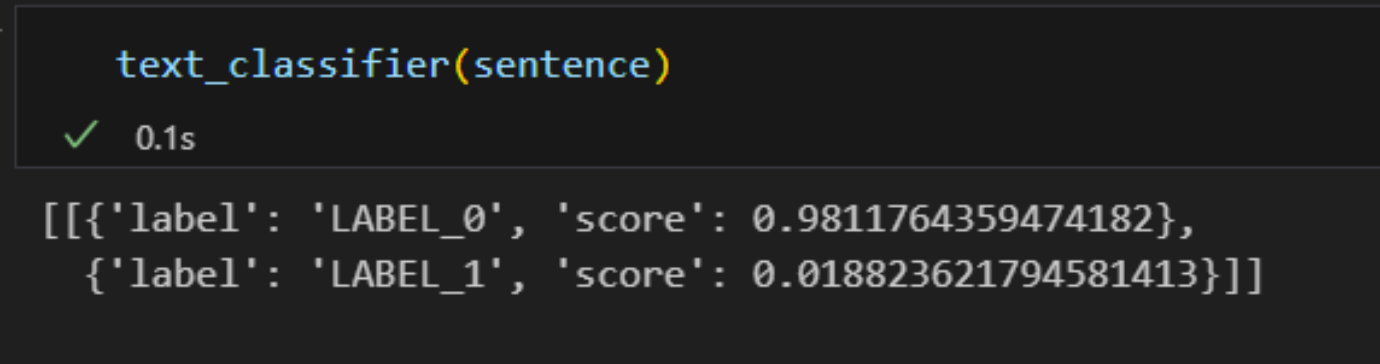 text_classifier(sentence)
0.1s
[[{'label': 'LABEL_0', 'score': 0.9811764359474182},
{'label': 'LABEL_1', 'score': 0.018823621794581413}]]